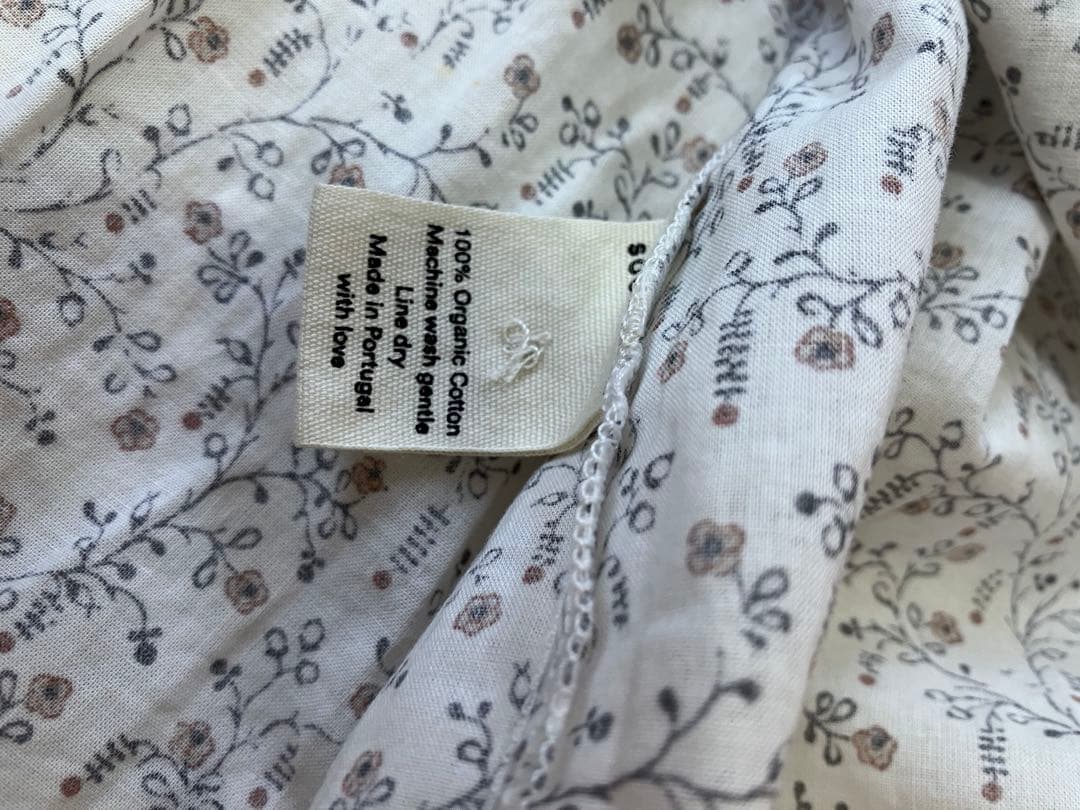 100% Organic Cotton
Machine wash gentle
Line dry
Made in Portugal
with love